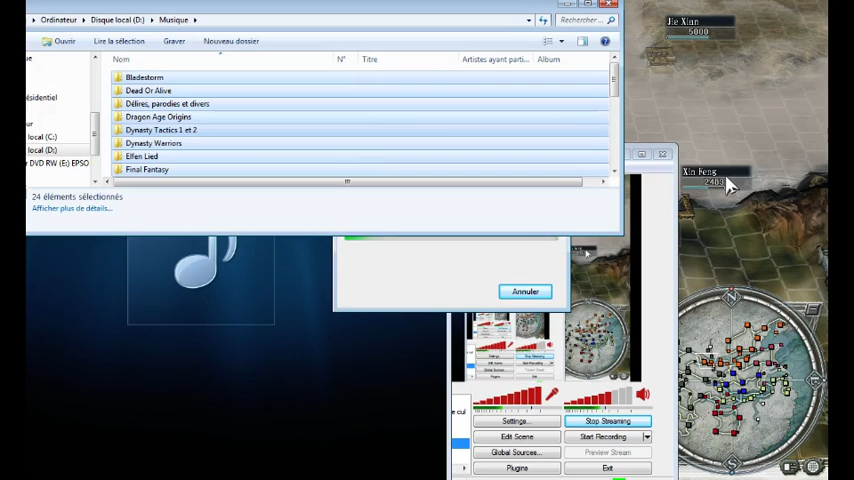 Ordinateur ▸ Disque local (D:) ▸ Musique ▸
Rechercher...
Ouvrir
Lire la sélection
Graver
Nouveau dossier
Nom
N°
Titre
Artistes ayant parti...
Album
Bladestorm
Dead Or Alive
Délires, parodies et divers
Dragon Age Origins
Dynasty Tactics 1 et 2
Dynasty Warriors
Elfen Lied
Final Fantasy
ésidentiel
local (C:)
local (D:)
DVD RW (E:) EPSO
24 éléments sélectionnés
Afficher plus de détails...
Annuler
Jie Xian
5000
Xin Feng
2483
Settings...
Stop Streaming
Edit Scene
Start Recording
Global Sources...
Preview Stream
Plugins
Exit
N
S